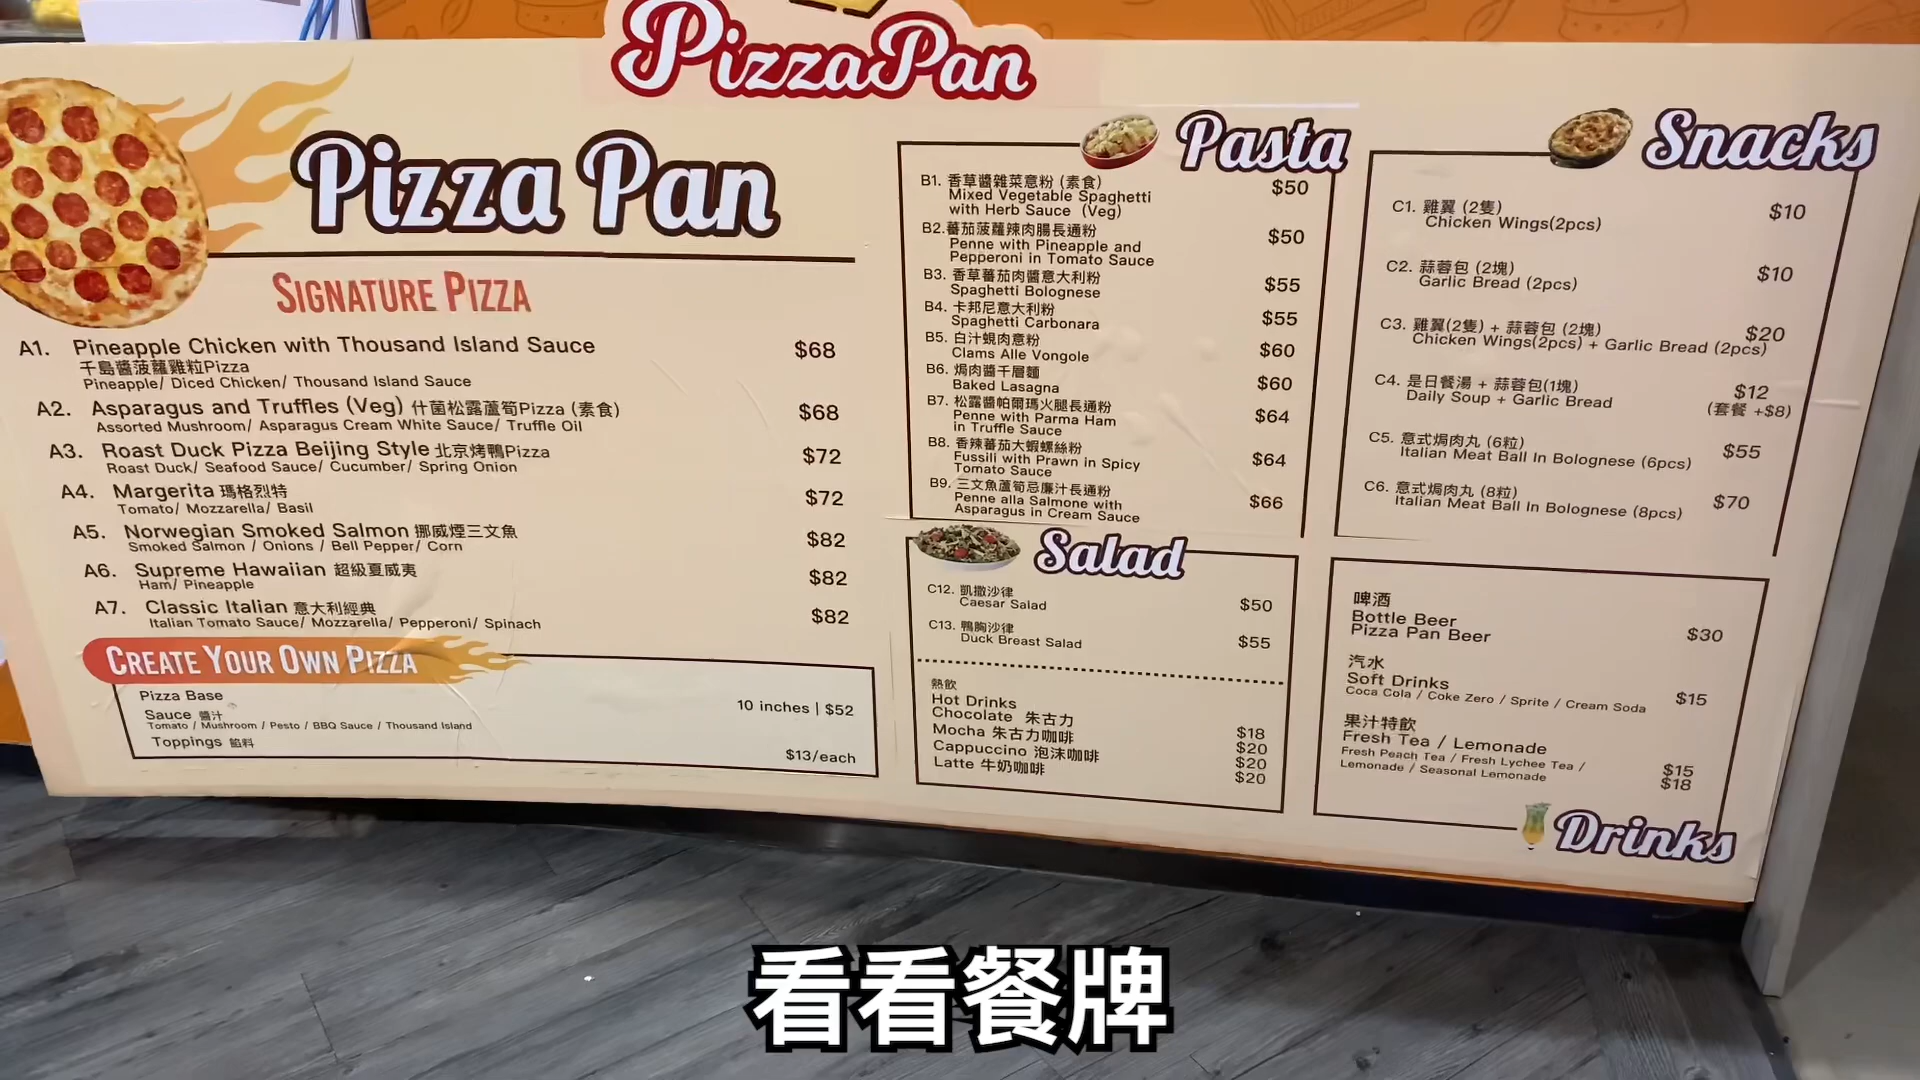 PizzaPan
Pizza Pan
SIGNATURE PIZZA
A1. Pineapple Chicken with Thousand Island Sauce $68
千島醬菠蘿雞粒Pizza
Pineapple/ Diced Chicken/ Thousand Island Sauce
A2. Asparagus and Truffles (Veg) 什菌松露蘆筍Pizza (素食) $68
Assorted Mushroom/ Asparagus Cream White Sauce/ Truffle Oil
A3. Roast Duck Pizza Beijing Style 北京烤鴨Pizza $72
Roast Duck/ Seafood Sauce/ Cucumber/ Spring Onion
A4. Margerita 瑪格烈特 $72
Tomato/ Mozzarella/ Basil
A5. Norwegian Smoked Salmon 挪威煙三文魚 $82
Smoked Salmon / Onions / Bell Pepper/ Corn
A6. Supreme Hawaiian 超級夏威夷 $82
Ham/ Pineapple
A7. Classic Italian 意大利經典 $82
Italian Tomato Sauce/ Mozzarella/ Pepperoni/ Spinach
CREATE YOUR OWN PIZZA
Pizza Base 10 inches | $52
Sauce 醬汁
Tomato / Mushroom / Pesto / BBQ Sauce / Thousand Island
Toppings 餡料 $13/each
Pasta
B1. 香草醬雜菜意粉 (素食) $50
Mixed Vegetable Spaghetti
with Herb Sauce (Veg)
B2.蕃茄菠蘿辣肉腸長通粉 $50
Penne with Pineapple and
Pepperoni in Tomato Sauce
B3. 香草蕃茄肉醬意大利粉 $55
Spaghetti Bolognese
B4. 卡邦尼意大利粉 $55
Spaghetti Carbonara
B5. 白汁蜆肉意粉 $60
Clams Alle Vongole
B6. 焗肉醬千層麵 $60
Baked Lasagna
B7. 松露醬帕爾瑪火腿長通粉 $64
Penne with Parma Ham
in Truffle Sauce
B8. 香辣蕃茄大蝦螺絲粉 $64
Fussili with Prawn in Spicy
Tomato Sauce
B9. 三文魚蘆筍忌廉汁長通粉 $66
Penne alla Salmone with
Asparagus in Cream Sauce
Salad
C12. 凱撒沙律 $50
Caesar Salad
C13. 鴨胸沙律 $55
Duck Breast Salad
熱飲
Hot Drinks
Chocolate 朱古力 $18
Mocha 朱古力咖啡 $20
Cappuccino 泡沫咖啡 $20
Latte 牛奶咖啡 $20
Snacks
C1. 雞翼 (2隻) $10
Chicken Wings(2pcs)
C2. 蒜蓉包 (2塊) $10
Garlic Bread (2pcs)
C3. 雞翼(2隻) + 蒜蓉包 (2塊) $20
Chicken Wings(2pcs) + Garlic Bread (2pcs)
C4. 是日餐湯 + 蒜蓉包(1塊) $12
Daily Soup + Garlic Bread (套餐 +$8)
C5. 意式焗肉丸 (6粒) $55
Italian Meat Ball In Bolognese (6pcs)
C6. 意式焗肉丸 (8粒) $70
Italian Meat Ball In Bolognese (8pcs)
啤酒
Bottle Beer
Pizza Pan Beer $30
汽水
Soft Drinks $15
Coca Cola / Coke Zero / Sprite / Cream Soda
果汁特飲
Fresh Tea / Lemonade
Fresh Peach Tea / Fresh Lychee Tea / $15
Lemonade / Seasonal Lemonade $18
Drinks
看看餐牌